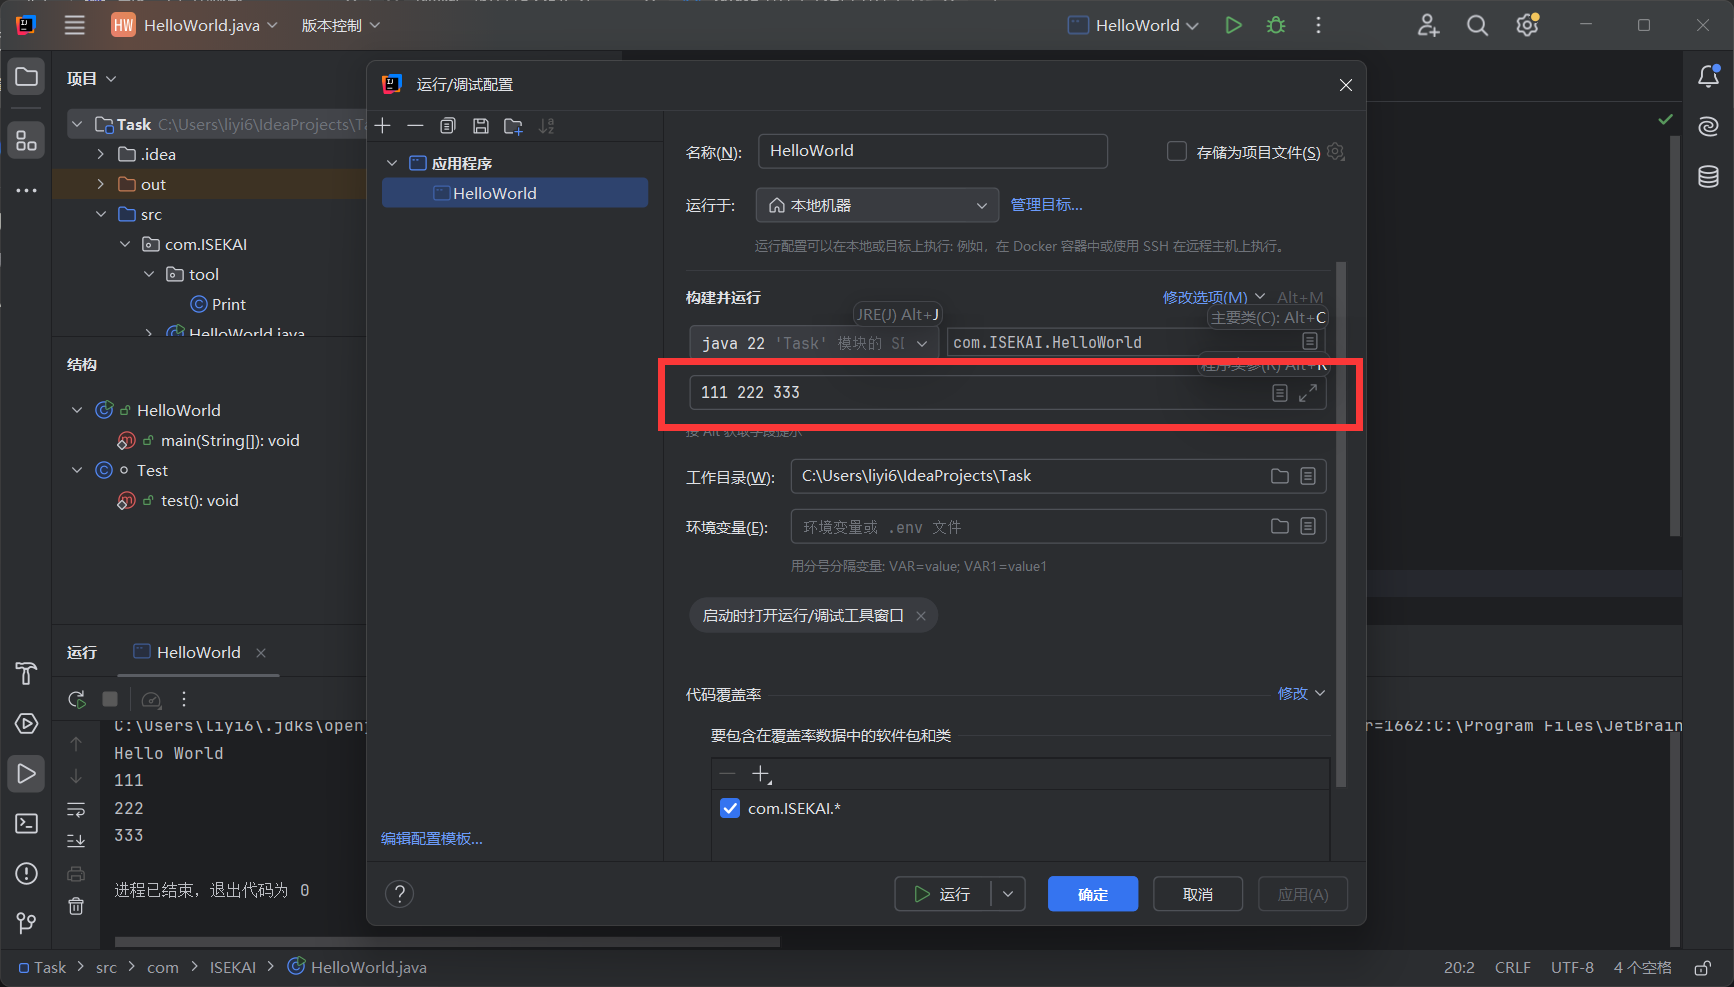 HW HelloWorld.java
版本控制
HelloWorld
项目
Task C:\Users\liyi6\IdeaProjects\T
.idea
out
src
com.ISEKAI
tool
Print
HelloWorld.java
结构
HelloWorld
main(String[]): void
Test
test(): void
运行/调试配置
应用程序
HelloWorld
编辑配置模板...
名称(N): HelloWorld
存储为项目文件(S)
运行于: 本地机器 管理目标...
运行配置可以在本地或目标上执行: 例如，在 Docker 容器中或使用 SSH 在远程主机上执行。
构建并运行 修改选项(M) Alt+M
JRE(J) Alt+J 主要类(C): Alt+C
java 22 'Task' 模块的 com.ISEKAI.HelloWorld
程序实参(R) Alt+R
111 222 333
按 Alt 获取字段提示
工作目录(W): C:\Users\liyi6\IdeaProjects\Task
环境变量(E): 环境变量或 .env 文件
用分号分隔变量: VAR=value; VAR1=value1
启动时打开运行/调试工具窗口
代码覆盖率 修改
要包含在覆盖率数据中的软件包和类
com.ISEKAI.*
? 运行 确定 取消 应用(A)
运行 HelloWorld
C:\Users\liyi6\.jdks\openj
r=1662:C:\Program Files\JetBrain
Hello World
111
222
333
进程已结束，退出代码为 0
Task > src > com > ISEKAI > HelloWorld.java
20:2 CRLF UTF-8 4 个空格